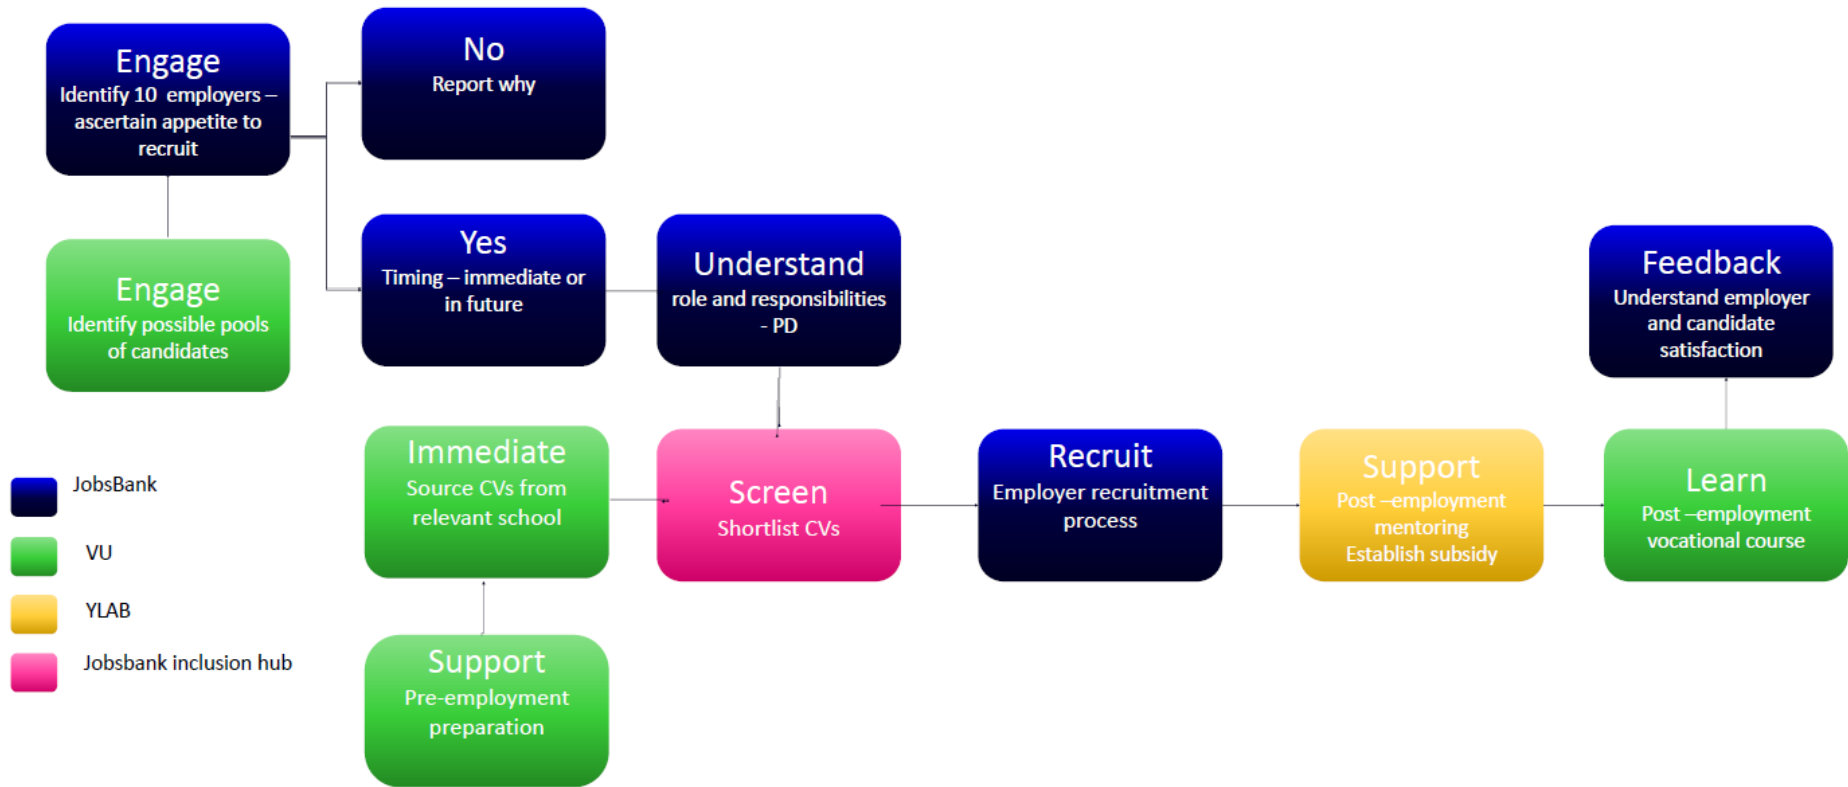 Engage
Identify 10 employers –
ascertain appetite to
recruit
No
Report why
Engage
Identify possible pools
of candidates
Yes
Timing – immediate or
in future
Understand
role and responsibilities
- PD
Feedback
Understand employer
and candidate
satisfaction
Immediate
Source CVs from
relevant school
Screen
Shortlist CVs
Recruit
Employer recruitment
process
Support
Post –employment
mentoring
Establish subsidy
Learn
Post –employment
vocational course
Support
Pre-employment
preparation
JobsBank
VU
YLAB
Jobsbank inclusion hub